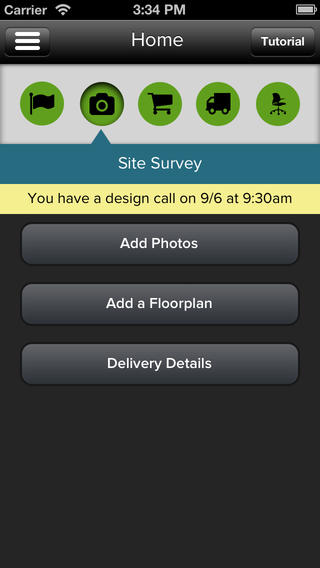 Carrier 3:34 PM
Home
Tutorial
Site Survey
You have a design call on 9/6 at 9:30am
Add Photos
Add a Floorplan
Delivery Details